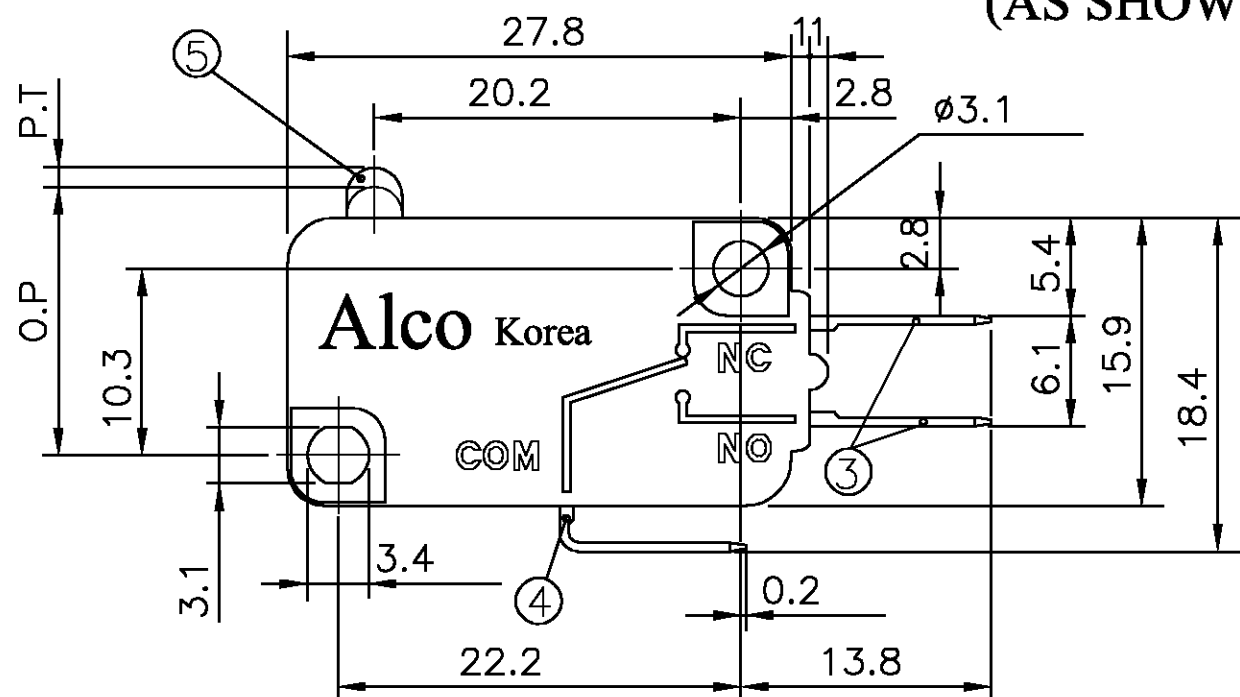 (AS SHOW
27.8
1 1
⑤
20.2
2.8
ø3.1
P.T
2.8
5.4
O.P
Alco Korea
10.3
NC
6.1
15.9
18.4
COM
NO
③
3.1
3.4
④
0.2
22.2
13.8